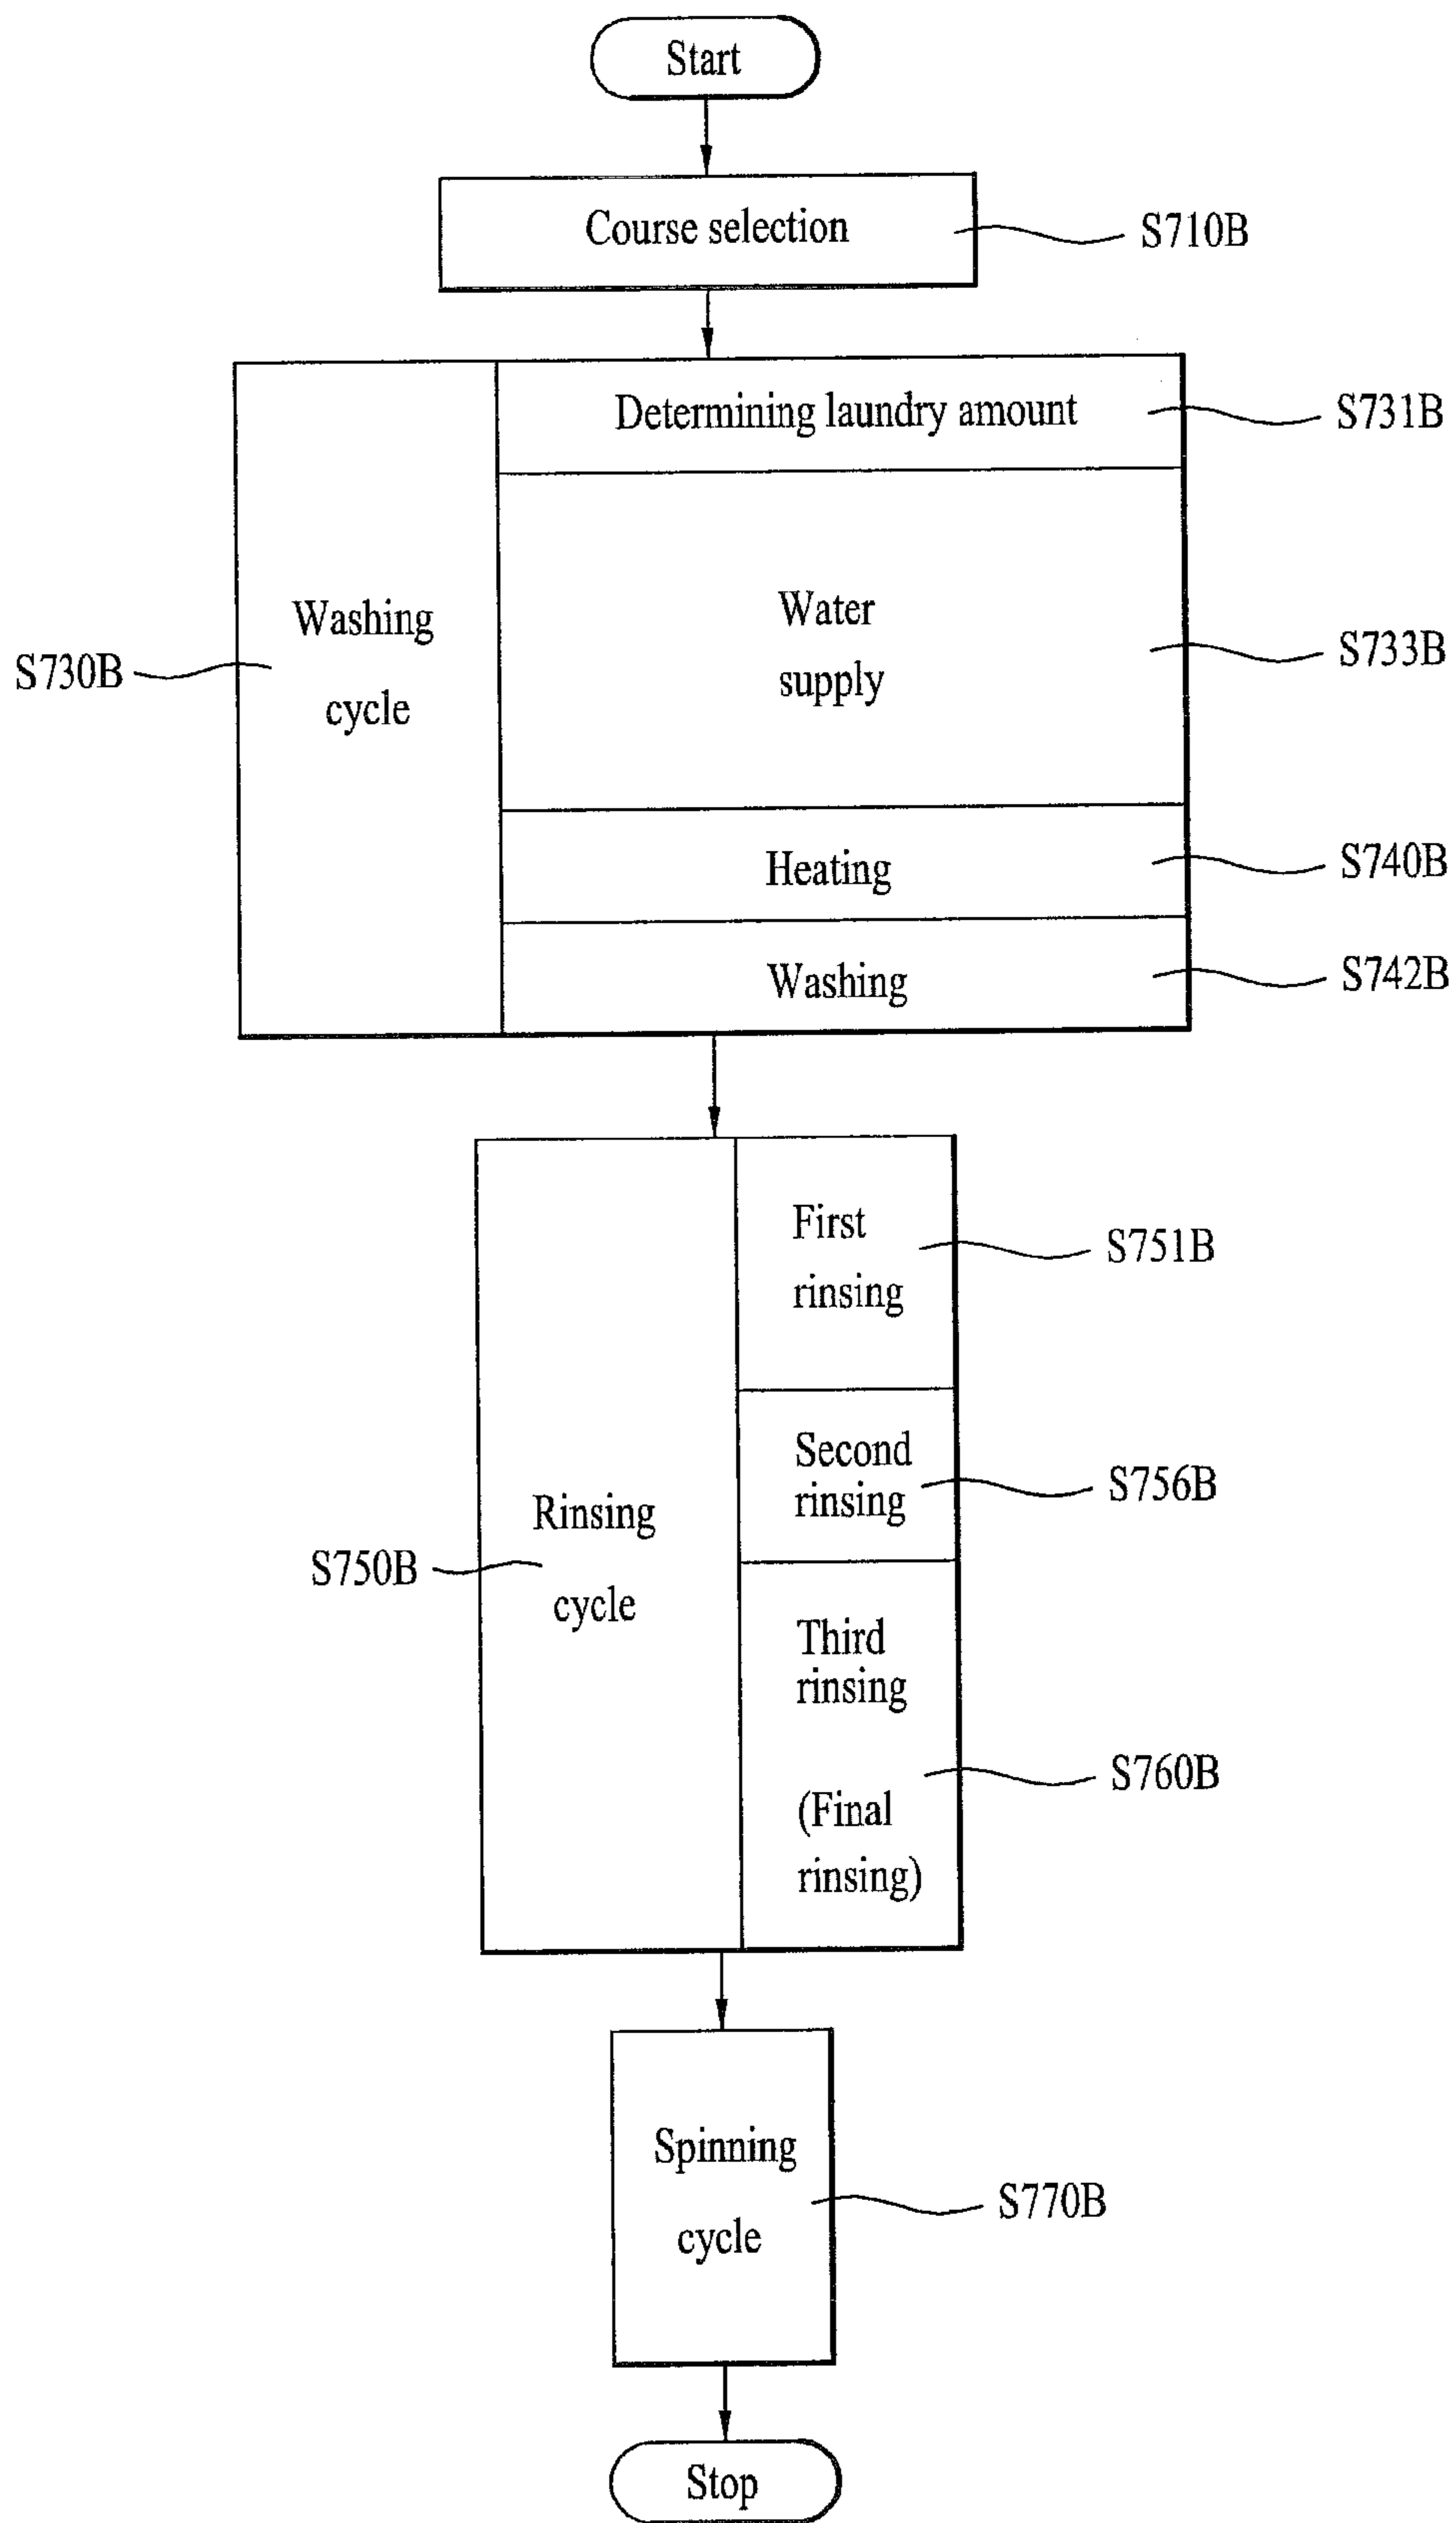 Start
Course selection
S710B
Determining laundry amount
S731B
Washing
cycle
S730B
Water
supply
S733B
Heating
S740B
Washing
S742B
First
rinsing
S751B
Second
rinsing
S756B
Rinsing
cycle
S750B
Third
rinsing
(Final
rinsing)
S760B
Spinning
cycle
S770B
Stop